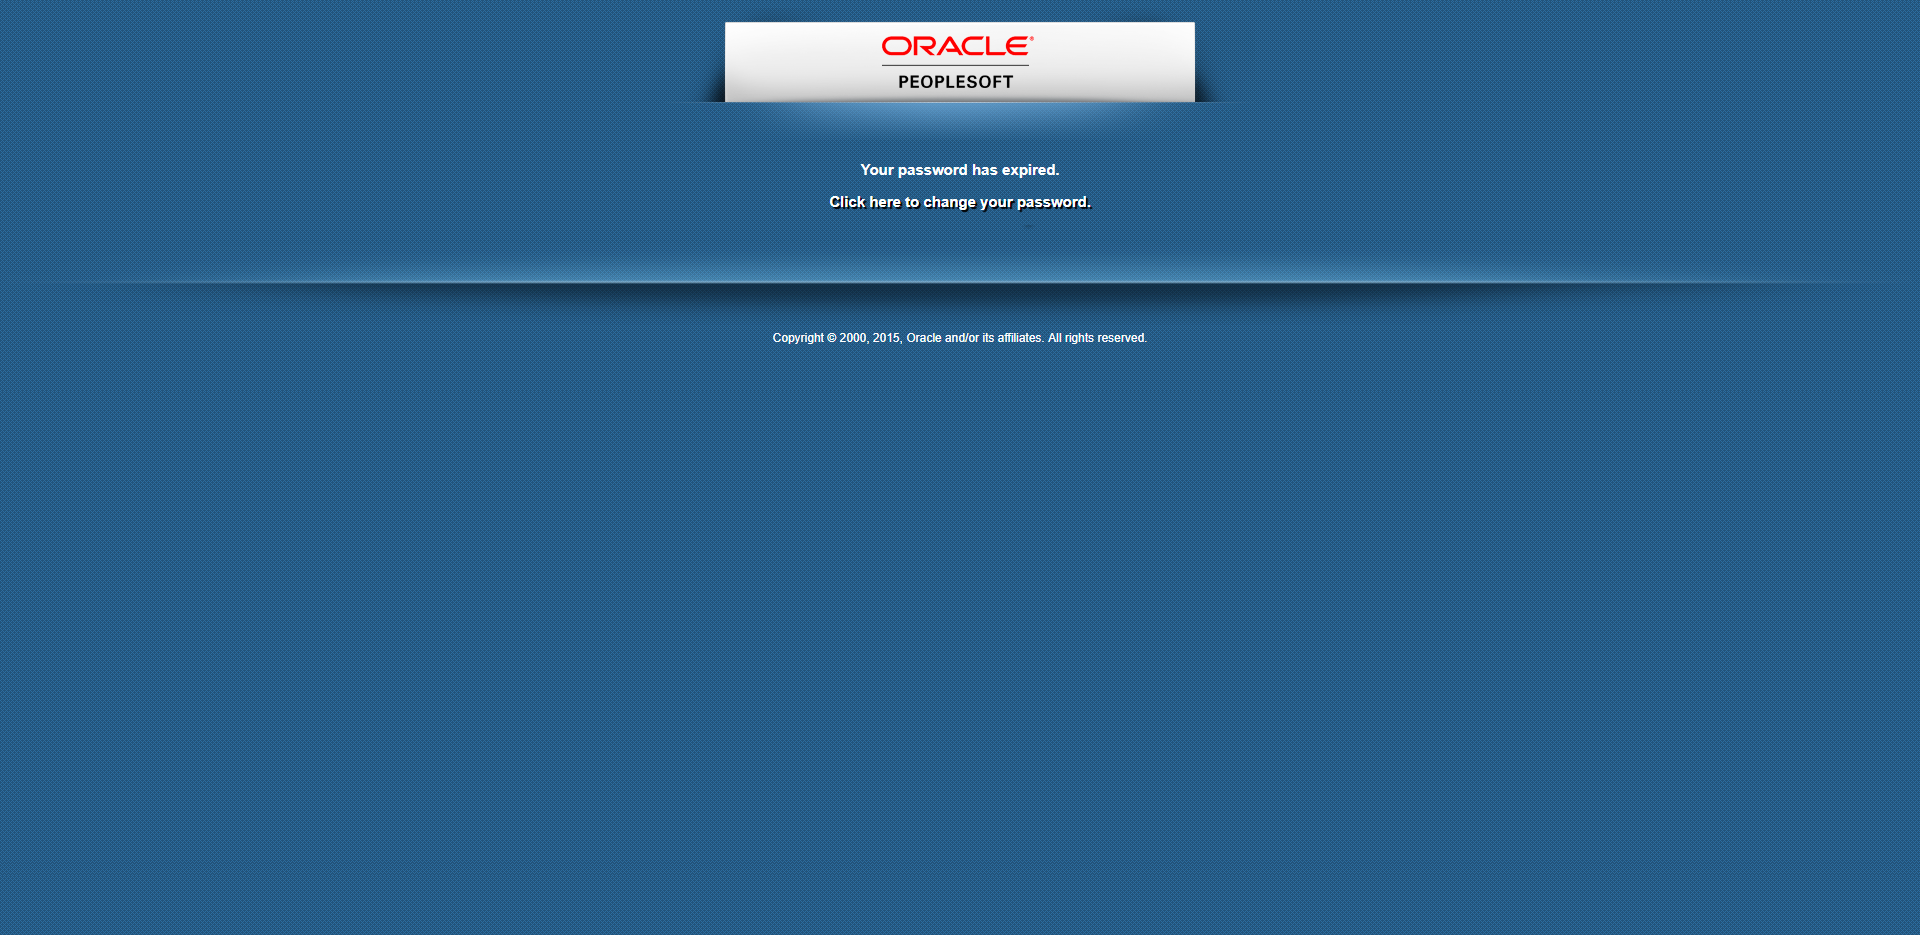 ORACLE®
PEOPLESOFT
Your password has expired.
Click here to change your password.
Copyright © 2000, 2015, Oracle and/or its affiliates. All rights reserved.